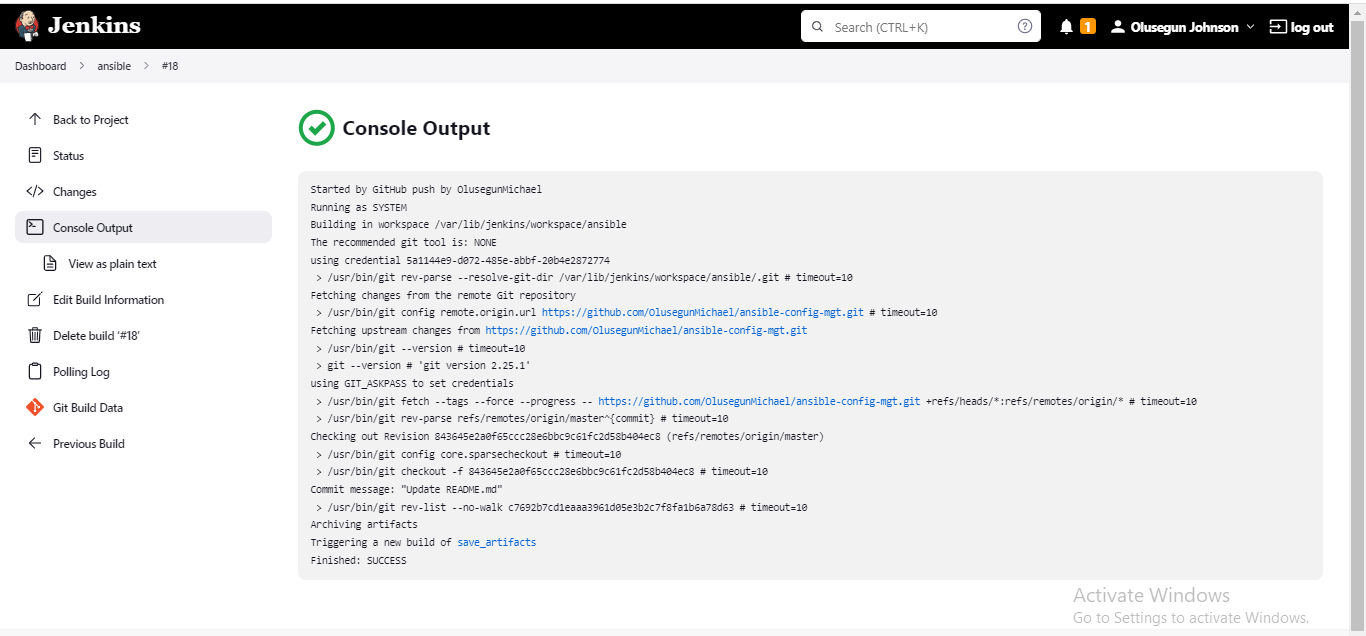 Jenkins
Search (CTRL+K)
1
Olusegun Johnson
log out
Dashboard > ansible > #18
Back to Project
Status
Changes
Console Output
View as plain text
Edit Build Information
Delete build ‘#18’
Polling Log
Git Build Data
Previous Build
Console Output
Started by GitHub push by OlusegunMichael
Running as SYSTEM
Building in workspace /var/lib/jenkins/workspace/ansible
The recommended git tool is: NONE
using credential 5a1144e9-d072-485e-abbf-20b4e2872774
> /usr/bin/git rev-parse --resolve-git-dir /var/lib/jenkins/workspace/ansible/.git # timeout=10
Fetching changes from the remote Git repository
> /usr/bin/git config remote.origin.url https://github.com/OlusegunMichael/ansible-config-mgt.git # timeout=10
Fetching upstream changes from https://github.com/OlusegunMichael/ansible-config-mgt.git
> /usr/bin/git --version # timeout=10
> git --version # 'git version 2.25.1'
using GIT_ASKPASS to set credentials
> /usr/bin/git fetch --tags --force --progress -- https://github.com/OlusegunMichael/ansible-config-mgt.git +refs/heads/*:refs/remotes/origin/* # timeout=10
> /usr/bin/git rev-parse refs/remotes/origin/master^{commit} # timeout=10
Checking out Revision 843645e2a0f65ccc28e6bbc9c61fc2d58b404ec8 (refs/remotes/origin/master)
> /usr/bin/git config core.sparsecheckout # timeout=10
> /usr/bin/git checkout -f 843645e2a0f65ccc28e6bbc9c61fc2d58b404ec8 # timeout=10
Commit message: "Update README.md"
> /usr/bin/git rev-list --no-walk c7692b7cd1eaaa3961d05e3b2c7f8fa1b6a78d63 # timeout=10
Archiving artifacts
Triggering a new build of save_artifacts
Finished: SUCCESS
Activate Windows
Go to Settings to activate Windows.